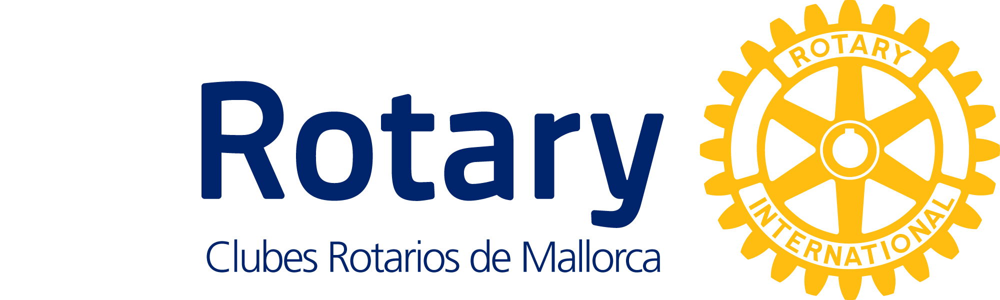 Rotary
Clubes Rotarios de Mallorca
ROTARY
INTERNATIONAL